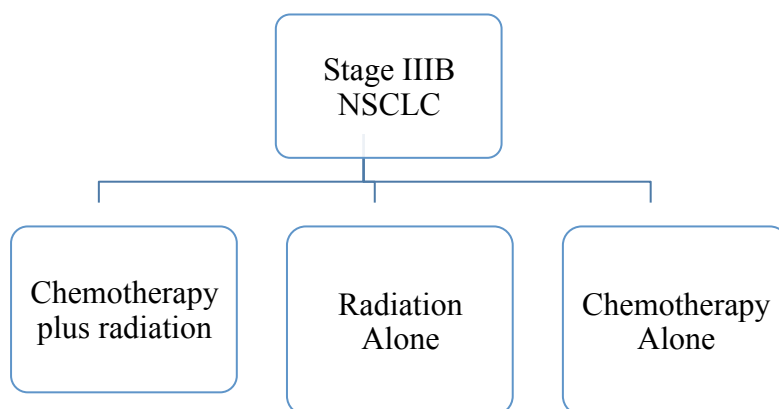 Stage IIIB
NSCLC
Chemotherapy
plus radiation
Radiation
Alone
Chemotherapy
Alone